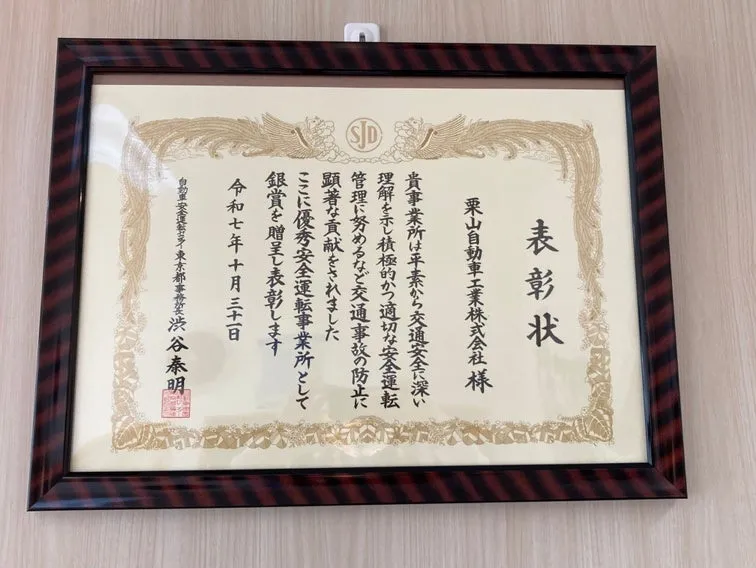 SJDC
表彰状
栗山自動車工業株式会社 様
貴事業所は平素から交通安全に深い
理解を示し積極的かつ適切な安全運転
管理に努めるなど交通事故の防止に
顕著な貢献をされました
ここに優秀安全運転事業所として
銀賞を贈呈し表彰します
令和七年十月三十一日
自動車安全運転センター東京都事務所長 渋谷泰明